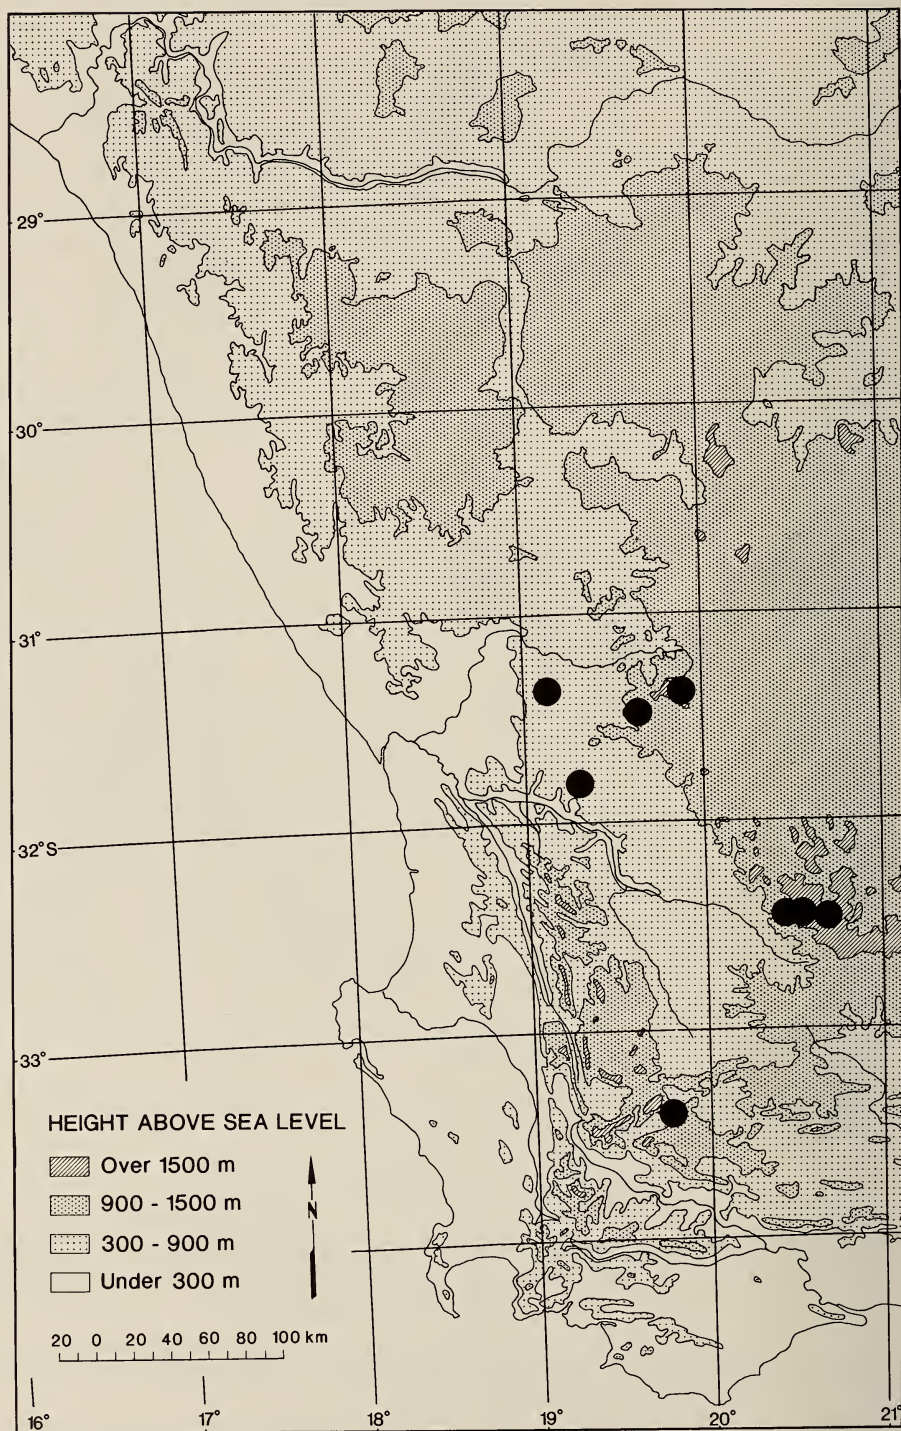 29°
30°
31°
32°S
33°
HEIGHT ABOVE SEA LEVEL
Over 1500 m
900 - 1500 m
300 - 900 m
Under 300 m
N
20 0 20 40 60 80 100 km
16° 17° 18° 19° 20° 21°